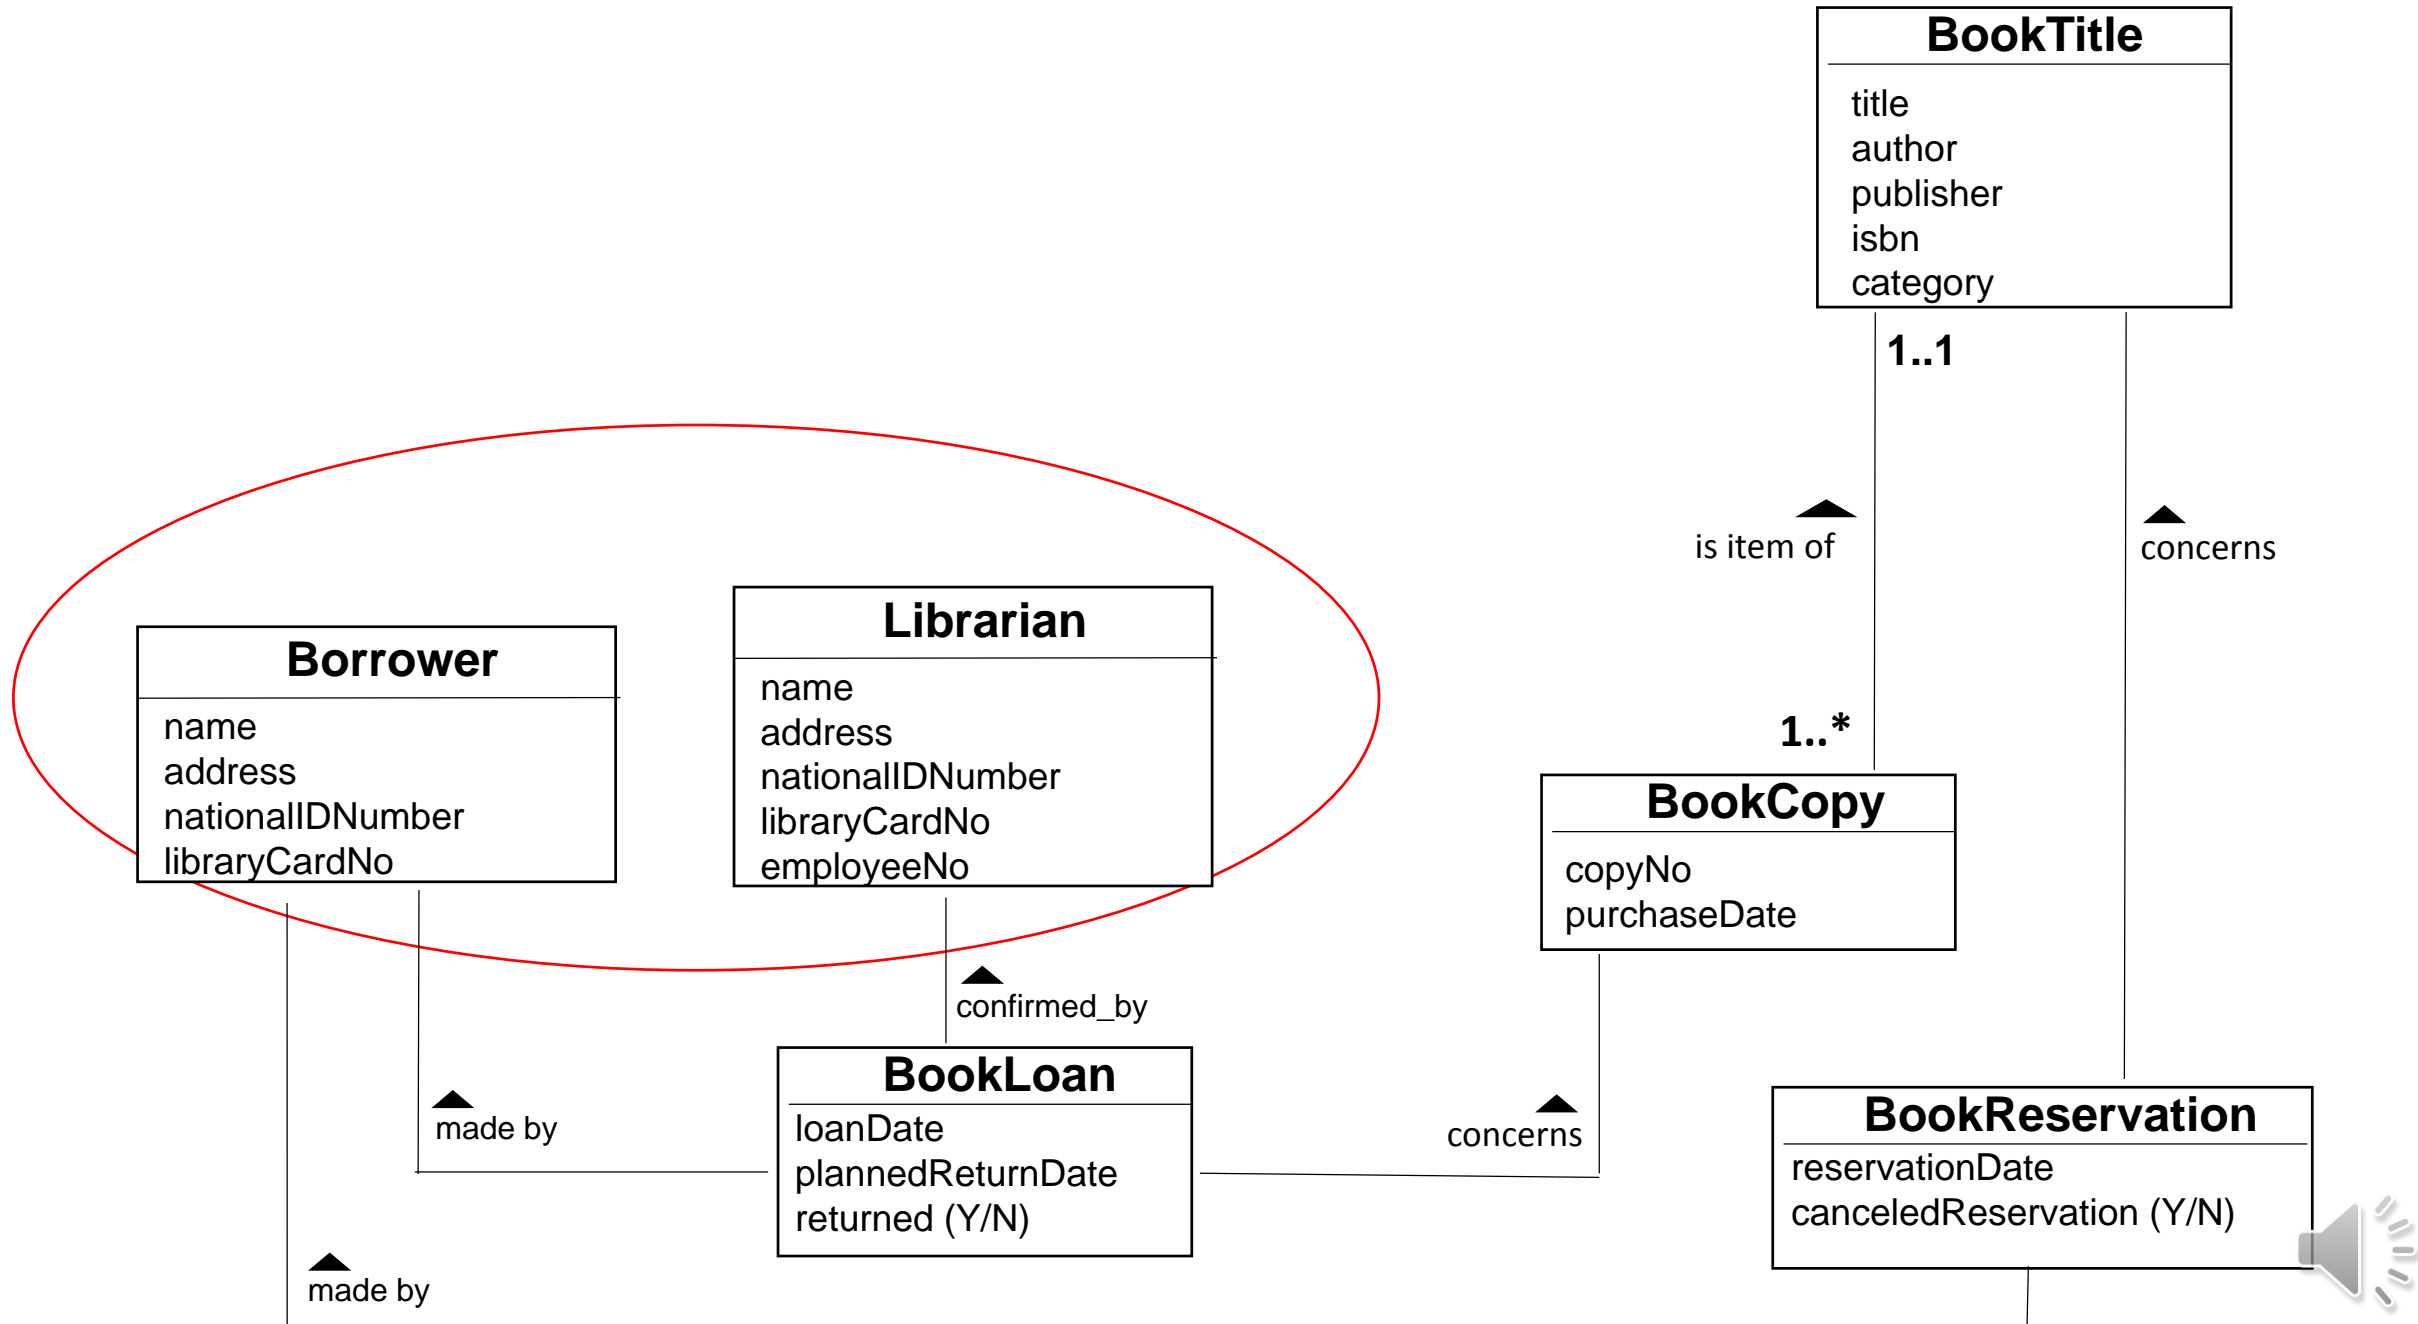 BookTitle
title
author
publisher
isbn
category
1..1
is item of
concerns
Borrower
name
address
nationalIDNumber
libraryCardNo
Librarian
name
address
nationalIDNumber
libraryCardNo
employeeNo
1..*
BookCopy
copyNo
purchaseDate
confirmed_by
made by
BookLoan
loanDate
plannedReturnDate
returned (Y/N)
concerns
BookReservation
reservationDate
canceledReservation (Y/N)
made by